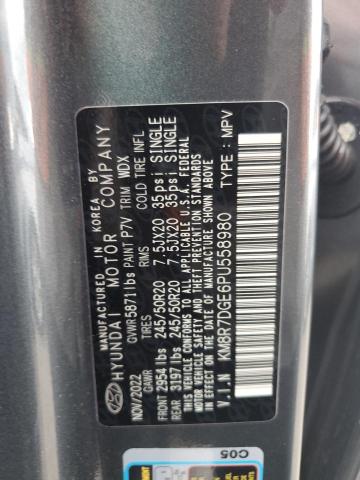 MANUFACTURED IN KOREA BY
HYUNDAI MOTOR COMPANY
GVWR 5871lbs PAINT P7V TRIM WDX
NOV/2022 GAWR TIRES RIMS COLD TIRE INFL
FRONT 2954 lbs 245/50R20 7.5JX20 35psi SINGLE
REAR 3197 lbs 245/50R20 7.5JX20 35psi SINGLE
THIS VEHICLE CONFORMS TO ALL APPLICABLE U.S.A. FEDERAL
MOTOR VEHICLE SAFETY AND THEFT PREVENTION STANDARDS
IN EFFECT ON THE DATE OF MANUFACTURE SHOWN ABOVE.
V.I.N : KM8R7DGE6PU558980 TYPE : MPV
C05